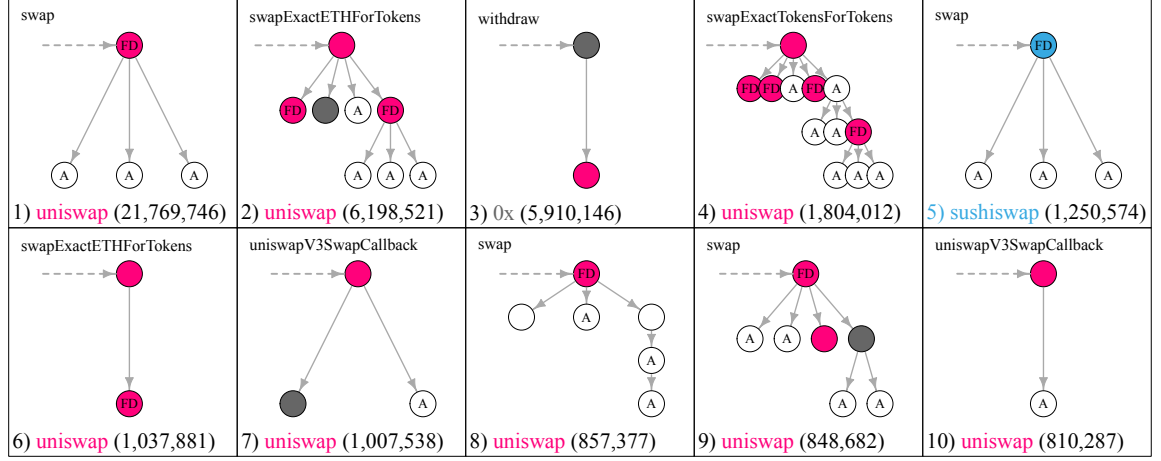 swap
FD
A A A
1) uniswap (21,769,746)
swapExactETHForTokens
FD A FD
A A A
2) uniswap (6,198,521)
withdraw
3) 0x (5,910,146)
swapExactTokensForTokens
FD FD A FD A
A A FD
A A A
4) uniswap (1,804,012)
swap
FD
A A A
5) sushiswap (1,250,574)
swapExactETHForTokens
FD
6) uniswap (1,037,881)
uniswapV3SwapCallback
A
7) uniswap (1,007,538)
swap
FD
A
A
A
8) uniswap (857,377)
swap
FD
A A
A A
9) uniswap (848,682)
uniswapV3SwapCallback
A
10) uniswap (810,287)